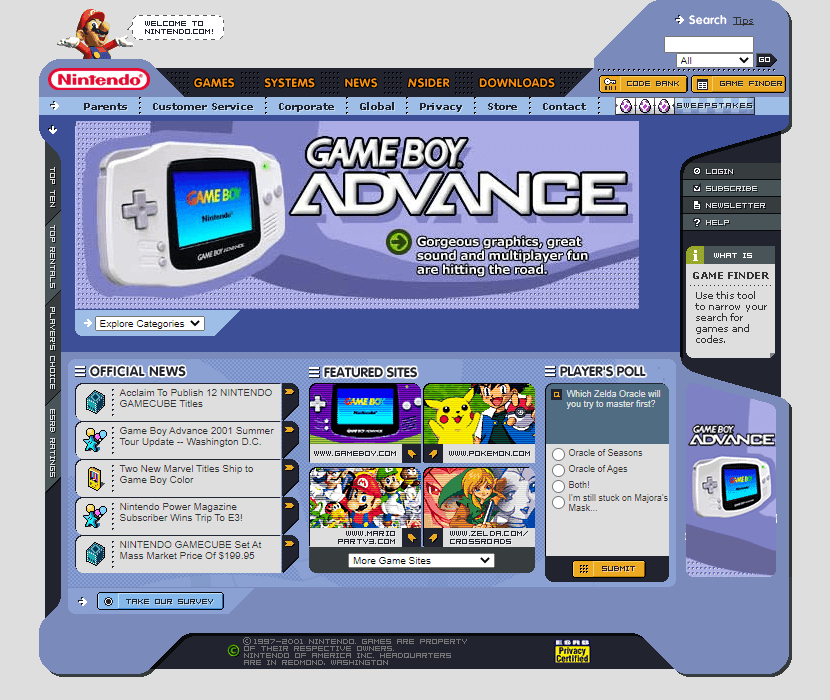 WELCOME TO
NINTENDO.COM!
Search Tips
All
GO
Nintendo®
GAMES SYSTEMS NEWS NSIDER DOWNLOADS
CODE BANK GAME FINDER
Parents Customer Service Corporate Global Privacy Store Contact
SWEEPSTAKES
TOP TEN
TOP RENTALS
PLAYER'S CHOICE
ESRB RATINGS
GAME BOY
Nintendo
GAME BOY ADVANCE
GAME BOY
ADVANCE
Gorgeous graphics, great
sound and multiplayer fun
are hitting the road.
Explore Categories
LOGIN
SUBSCRIBE
NEWSLETTER
? HELP
i WHAT IS
GAME FINDER
Use this tool
to narrow your
search for
games and
codes.
OFFICIAL NEWS
Acclaim To Publish 12 NINTENDO
GAMECUBE Titles
Game Boy Advance 2001 Summer
Tour Update -- Washington D.C.
Two New Marvel Titles Ship to
Game Boy Color
Nintendo Power Magazine
Subscriber Wins Trip To E3!
NINTENDO GAMECUBE Set At
Mass Market Price Of $199.95
FEATURED SITES
GAME BOY
WWW.GAMEBOY.COM
WWW.POKEMON.COM
WWW.MARIO
PARTY3.COM
WWW.ZELDA.COM/
CROSSROADS
More Game Sites
PLAYER'S POLL
Q Which Zelda Oracle will
you try to master first?
Oracle of Seasons
Oracle of Ages
Both!
I'm still stuck on Majora's
Mask...
SUBMIT
GAME BOY
ADVANCE
TAKE OUR SURVEY
© ©1997-2001 NINTENDO. GAMES ARE PROPERTY
OF THEIR RESPECTIVE OWNERS.
NINTENDO OF AMERICA INC. HEADQUARTERS
ARE IN REDMOND, WASHINGTON
ESRB
Privacy
Certified